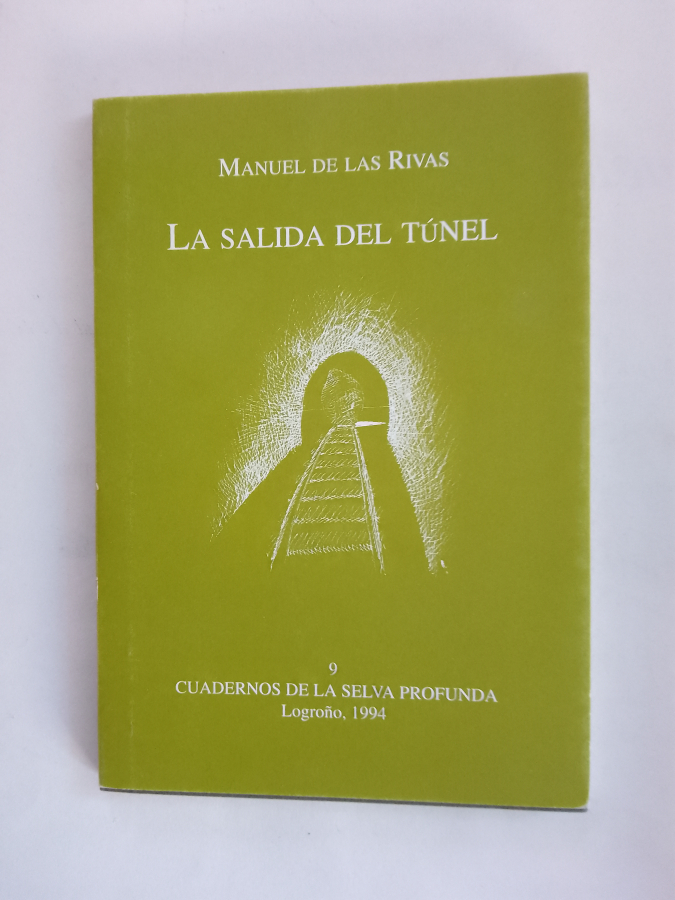 MANUEL DE LAS RIVAS
LA SALIDA DEL TÚNEL
9
CUADERNOS DE LA SELVA PROFUNDA
Logroño, 1994